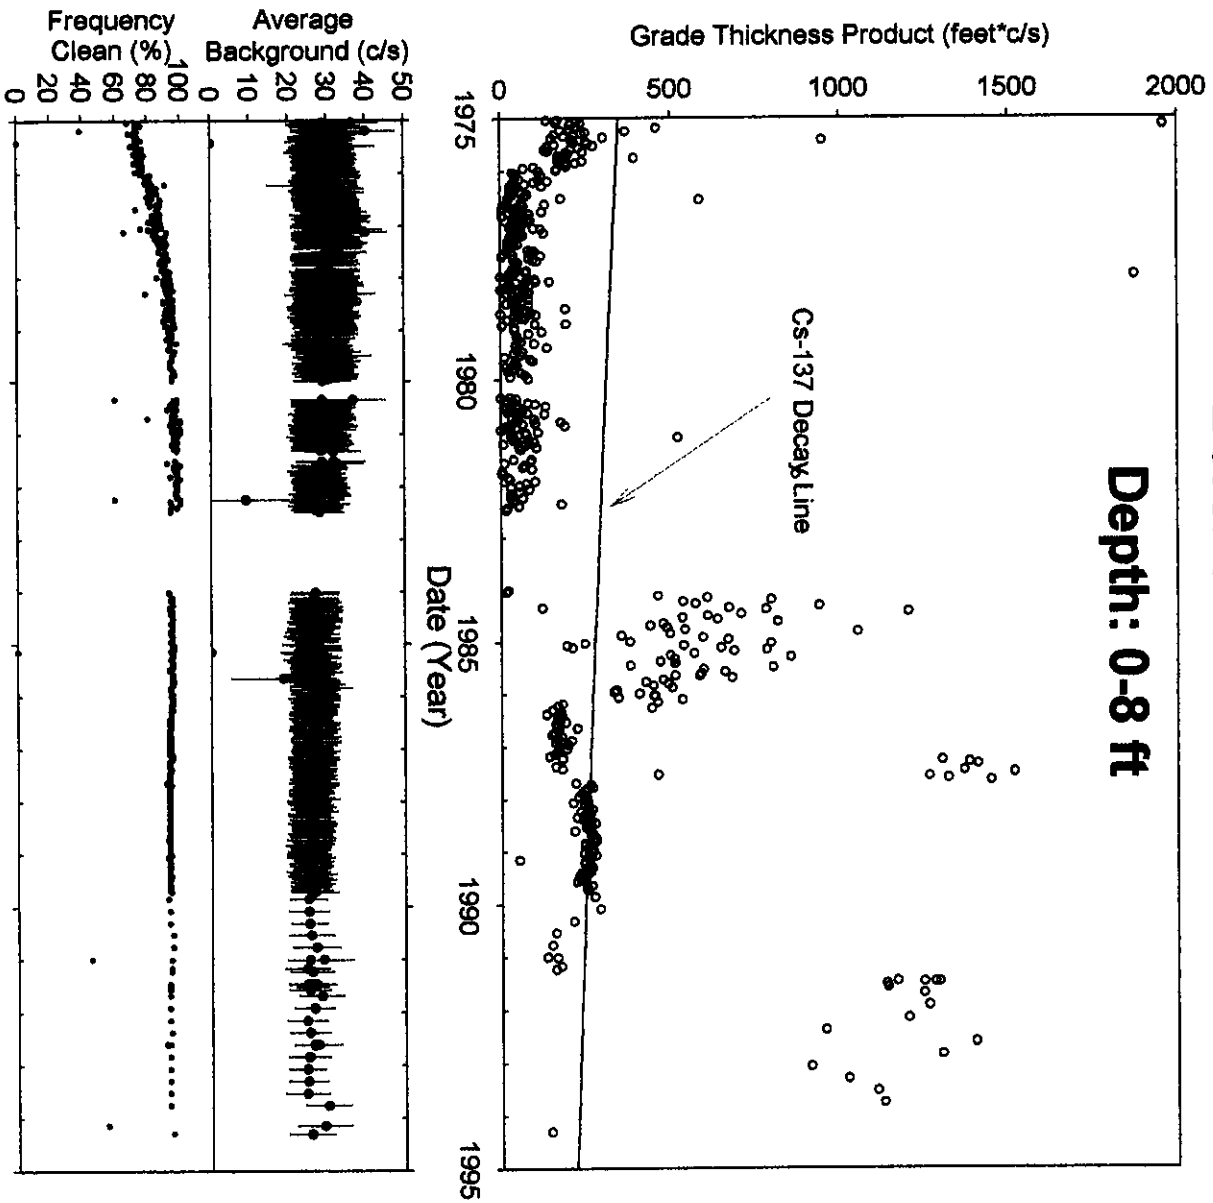 Frequency
Clean (%)
Average
Background (c/s)
Grade Thickness Product (feet*c/s)
0 20 40 60 80 100
0 10 20 30 40 50
0 500 1000 1500 2000
1975
1980
1985
1990
1995
Date (Year)
Cs-137 Decay Line
Depth: 0-8 ft